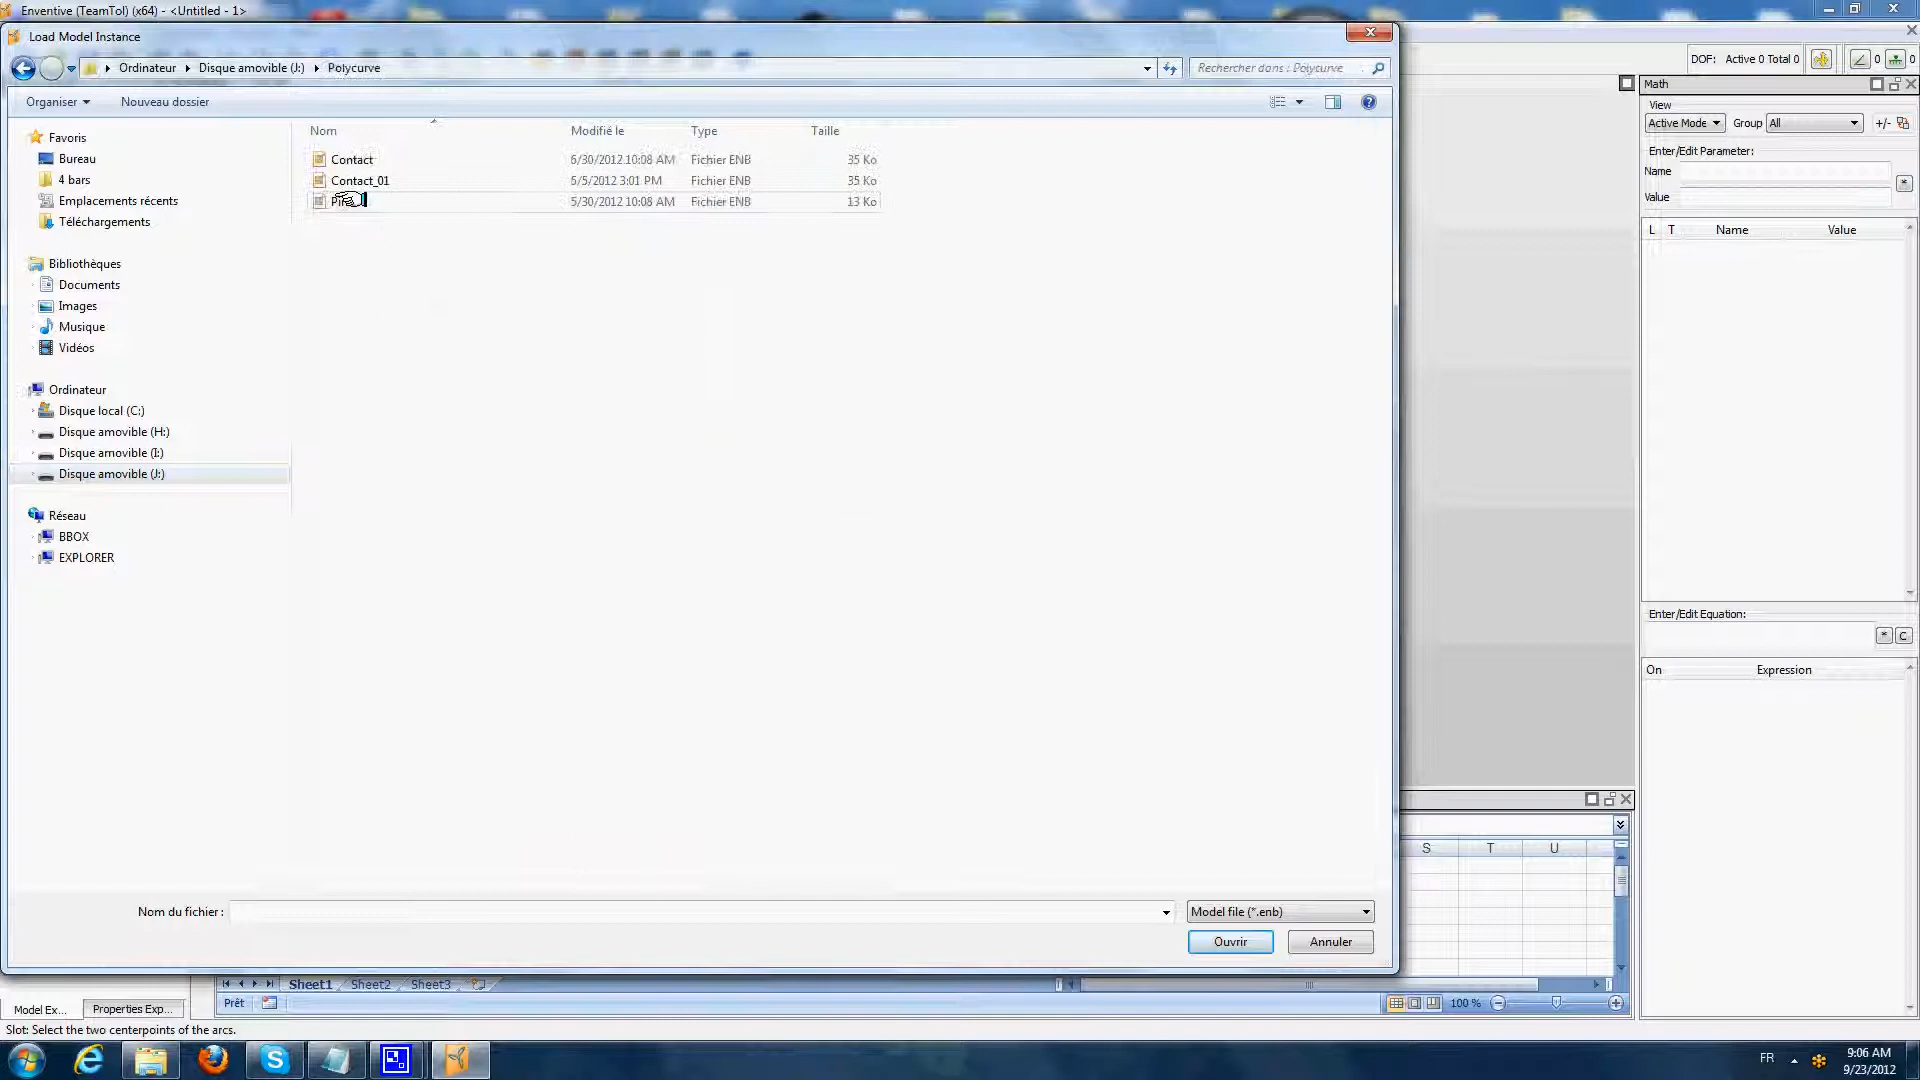 Enventive (TeamTol) (x64) - <Untitled - 1>
Load Model Instance
Ordinateur Disque amovible (J:) Polycurve
Rechercher dans : Polycurve
Organiser Nouveau dossier
Nom Modifié le Type Taille
Contact 6/30/2012 10:08 AM Fichier ENB 35 Ko
Contact_01 6/5/2012 3:01 PM Fichier ENB 35 Ko
5/30/2012 10:08 AM Fichier ENB 13 Ko
Favoris
Bureau
4 bars
Emplacements récents
Téléchargements
Bibliothèques
Documents
Images
Musique
Vidéos
Ordinateur
Disque local (C:)
Disque amovible (H:)
Disque amovible (I:)
Disque amovible (J:)
Réseau
BBOX
EXPLORER
Nom du fichier :
Model file (*.enb)
Ouvrir Annuler
DOF: Active 0 Total 0 0 0
Math
View
Active Mode Group All +/-
Enter/Edit Parameter:
Name *
Value
L T Name Value
Enter/Edit Equation:
* C
On Expression
S T U
Sheet1 Sheet2 Sheet3
Prêt 100 %
Model Ex... Properties Exp...
Slot: Select the two centerpoints of the arcs.
FR 9:06 AM
9/23/2012